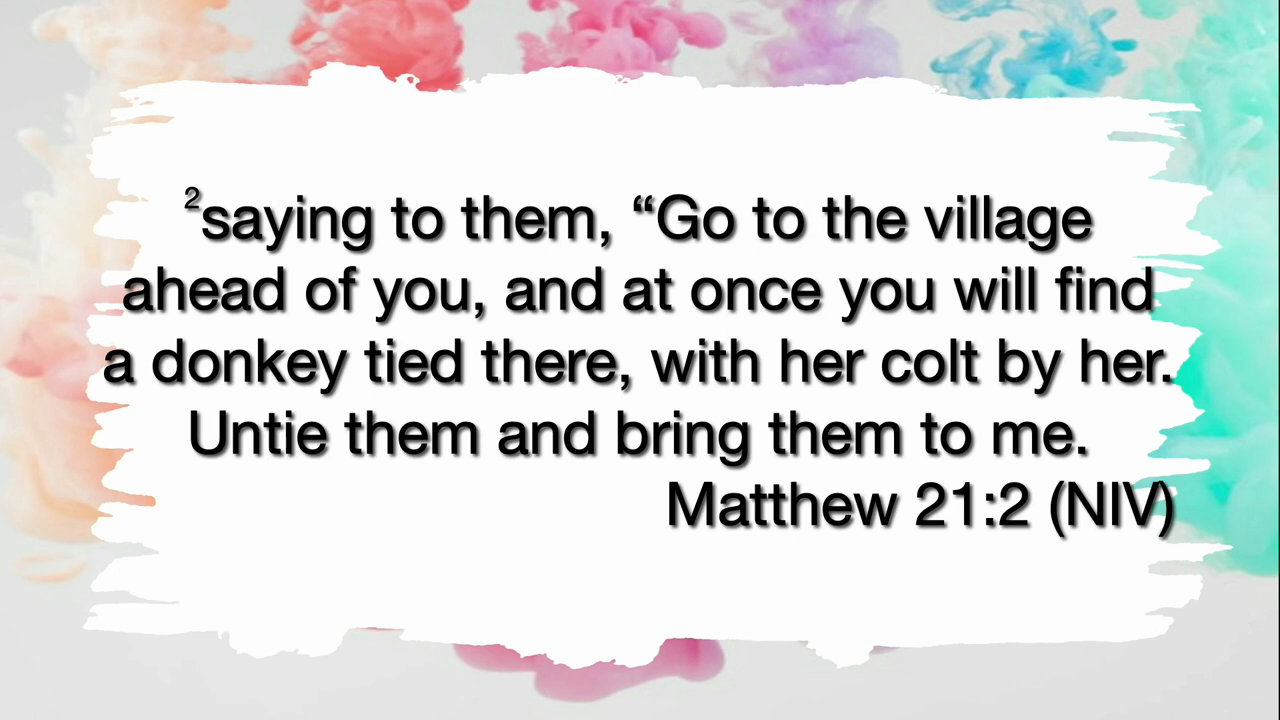 ²saying to them, “Go to the village
ahead of you, and at once you will find
a donkey tied there, with her colt by her.
Untie them and bring them to me.
Matthew 21:2 (NIV)